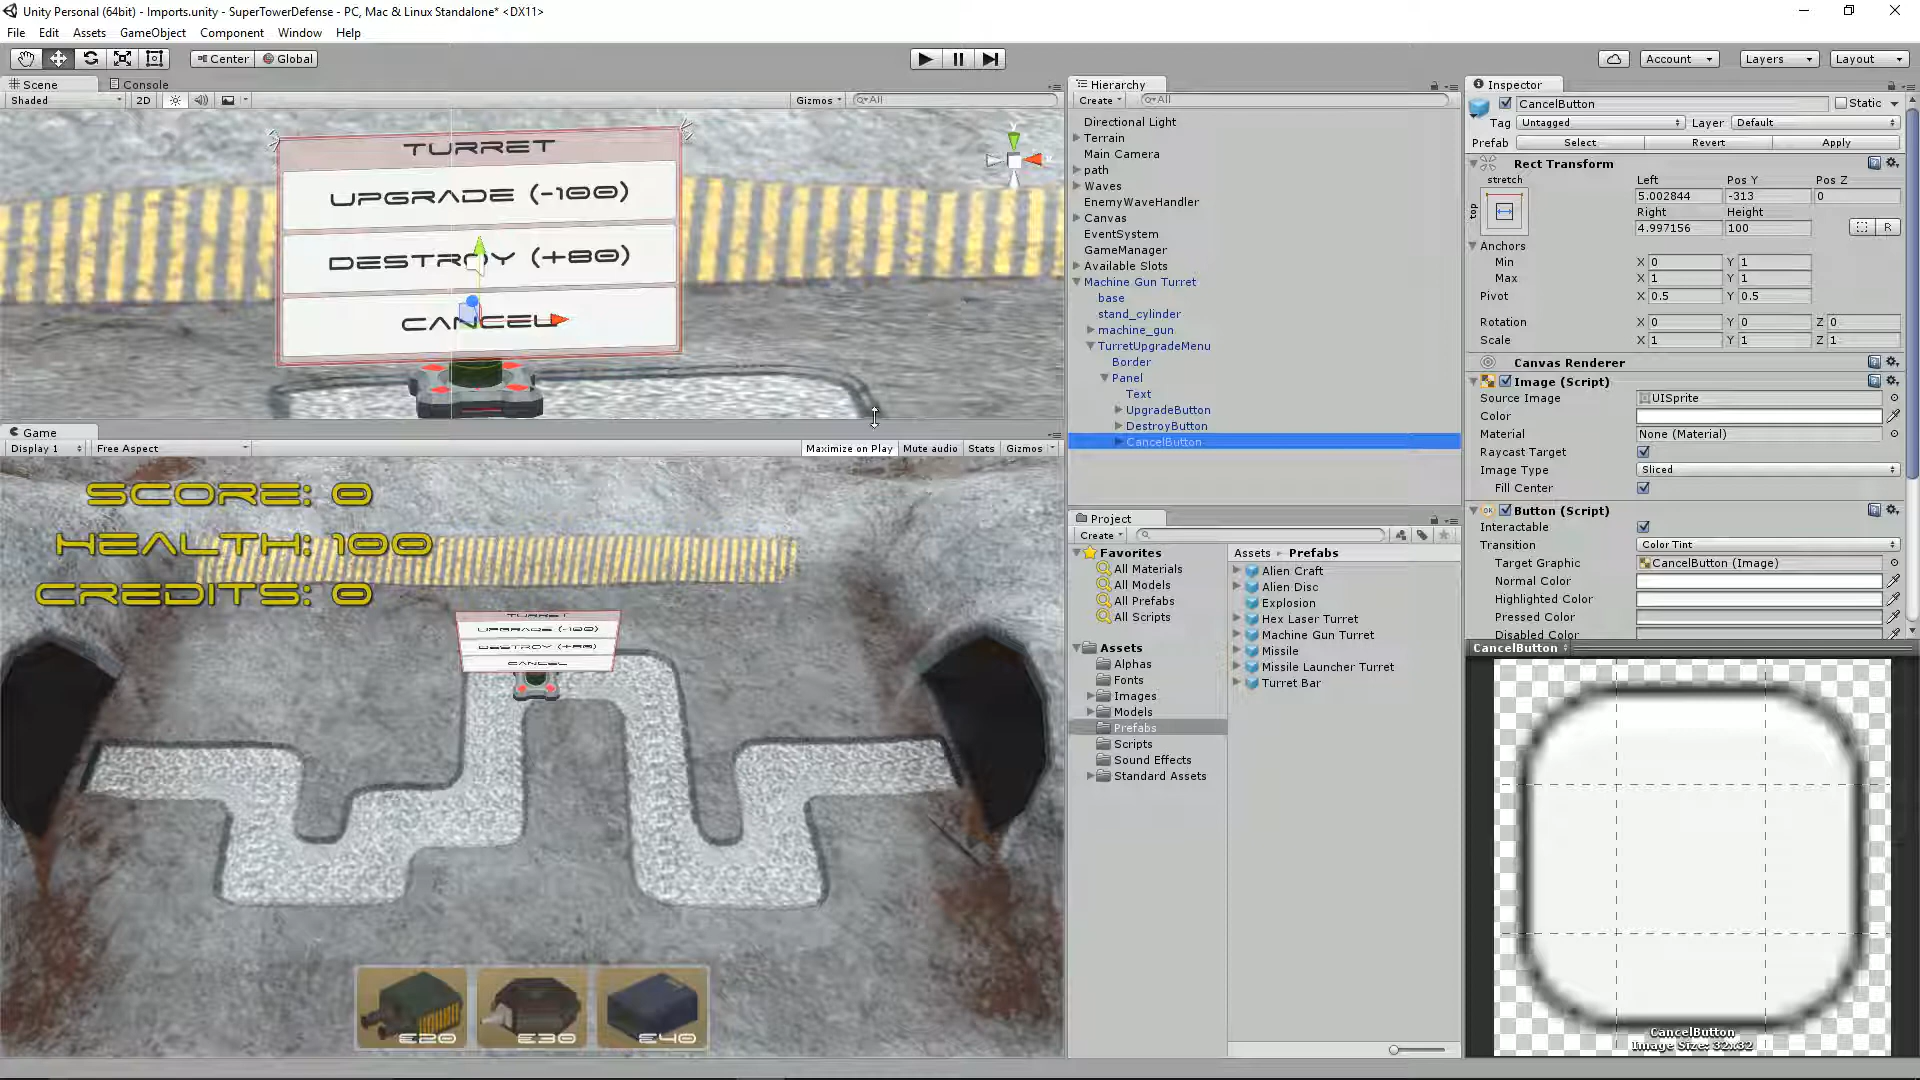 Unity Personal (64bit) - Imports.unity - SuperTowerDefense - PC, Mac & Linux Standalone* <DX11>
File Edit Assets GameObject Component Window Help
Center Global
Account Layers Layout
Scene Console
Shaded 2D Gizmos All
TURRET
UPGRADE (-100)
DESTROY (+80)
CANCEL
Game
Display 1 Free Aspect Maximize on Play Mute audio Stats Gizmos
SCORE: 0
HEALTH: 100
CREDITS: 0
TURRET
UPGRADE (-100)
DESTROY (+80)
CANCEL
£20 £30 £40
Hierarchy
Create All
Directional Light
Terrain
Main Camera
path
Waves
EnemyWaveHandler
Canvas
EventSystem
GameManager
Available Slots
Machine Gun Turret
base
stand_cylinder
machine_gun
TurretUpgradeMenu
Border
Panel
Text
UpgradeButton
DestroyButton
CancelButton
Project
Create
Favorites
All Materials
All Models
All Prefabs
All Scripts
Assets
Alphas
Fonts
Images
Models
Prefabs
Scripts
Sound Effects
Standard Assets
Assets Prefabs
Alien Craft
Alien Disc
Explosion
Hex Laser Turret
Machine Gun Turret
Missile
Missile Launcher Turret
Turret Bar
Inspector
CancelButton Static
Tag Untagged Layer Default
Prefab Select Revert Apply
Rect Transform
stretch Left Pos Y Pos Z
top 5.002844 -313 0
Right Height
4.997156 100 R
Anchors
Min X 0 Y 1
Max X 1 Y 1
Pivot X 0.5 Y 0.5
Rotation X 0 Y 0 Z 0
Scale X 1 Y 1 Z 1
Canvas Renderer
Image (Script)
Source Image UISprite
Color
Material None (Material)
Raycast Target
Image Type Sliced
Fill Center
Button (Script)
Interactable
Transition Color Tint
Target Graphic CancelButton (Image)
Normal Color
Highlighted Color
Pressed Color
Disabled Color
CancelButton
CancelButton
Image Size: 32x32